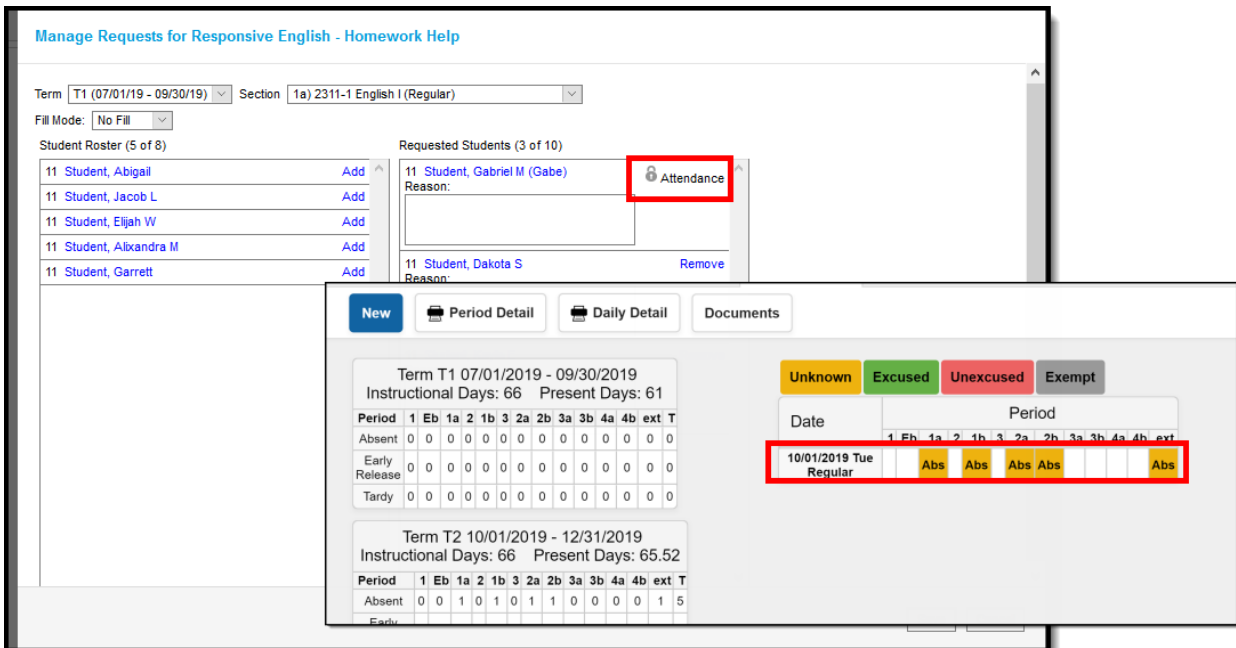 Manage Requests for Responsive English - Homework Help
Term T1 (07/01/19 - 09/30/19) Section 1a) 2311-1 English I (Regular)
Fill Mode: No Fill
Student Roster (5 of 8)
11 Student, Abigail Add
11 Student, Jacob L Add
11 Student, Elijah W Add
11 Student, Alixandra M Add
11 Student, Garrett Add
Requested Students (3 of 10)
11 Student, Gabriel M (Gabe) Attendance
Reason:
11 Student, Dakota S Remove
Reason:
New Period Detail Daily Detail Documents
Term T1 07/01/2019 - 09/30/2019
Instructional Days: 66 Present Days: 61
Period 1 Eb 1a 2 1b 3 2a 2b 3a 3b 4a 4b ext T
Absent 0 0 0 0 0 0 0 0 0 0 0 0 0 0
Early
Release 0 0 0 0 0 0 0 0 0 0 0 0 0 0
Tardy 0 0 0 0 0 0 0 0 0 0 0 0 0 0
Term T2 10/01/2019 - 12/31/2019
Instructional Days: 66 Present Days: 65.52
Period 1 Eb 1a 2 1b 3 2a 2b 3a 3b 4a 4b ext T
Absent 0 0 1 0 1 0 1 1 0 0 0 0 1 5
Early
Unknown Excused Unexcused Exempt
Date Period
1 Eb 1a 2 1b 3 2a 2b 3a 3b 4a 4b ext
10/01/2019 Tue
Regular Abs Abs Abs Abs Abs